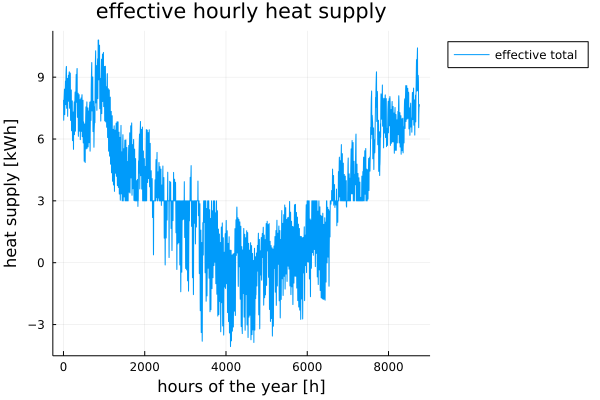 effective hourly heat supply
effective total
heat supply [kWh]
9
6
3
0
−3
0 2000 4000 6000 8000
hours of the year [h]